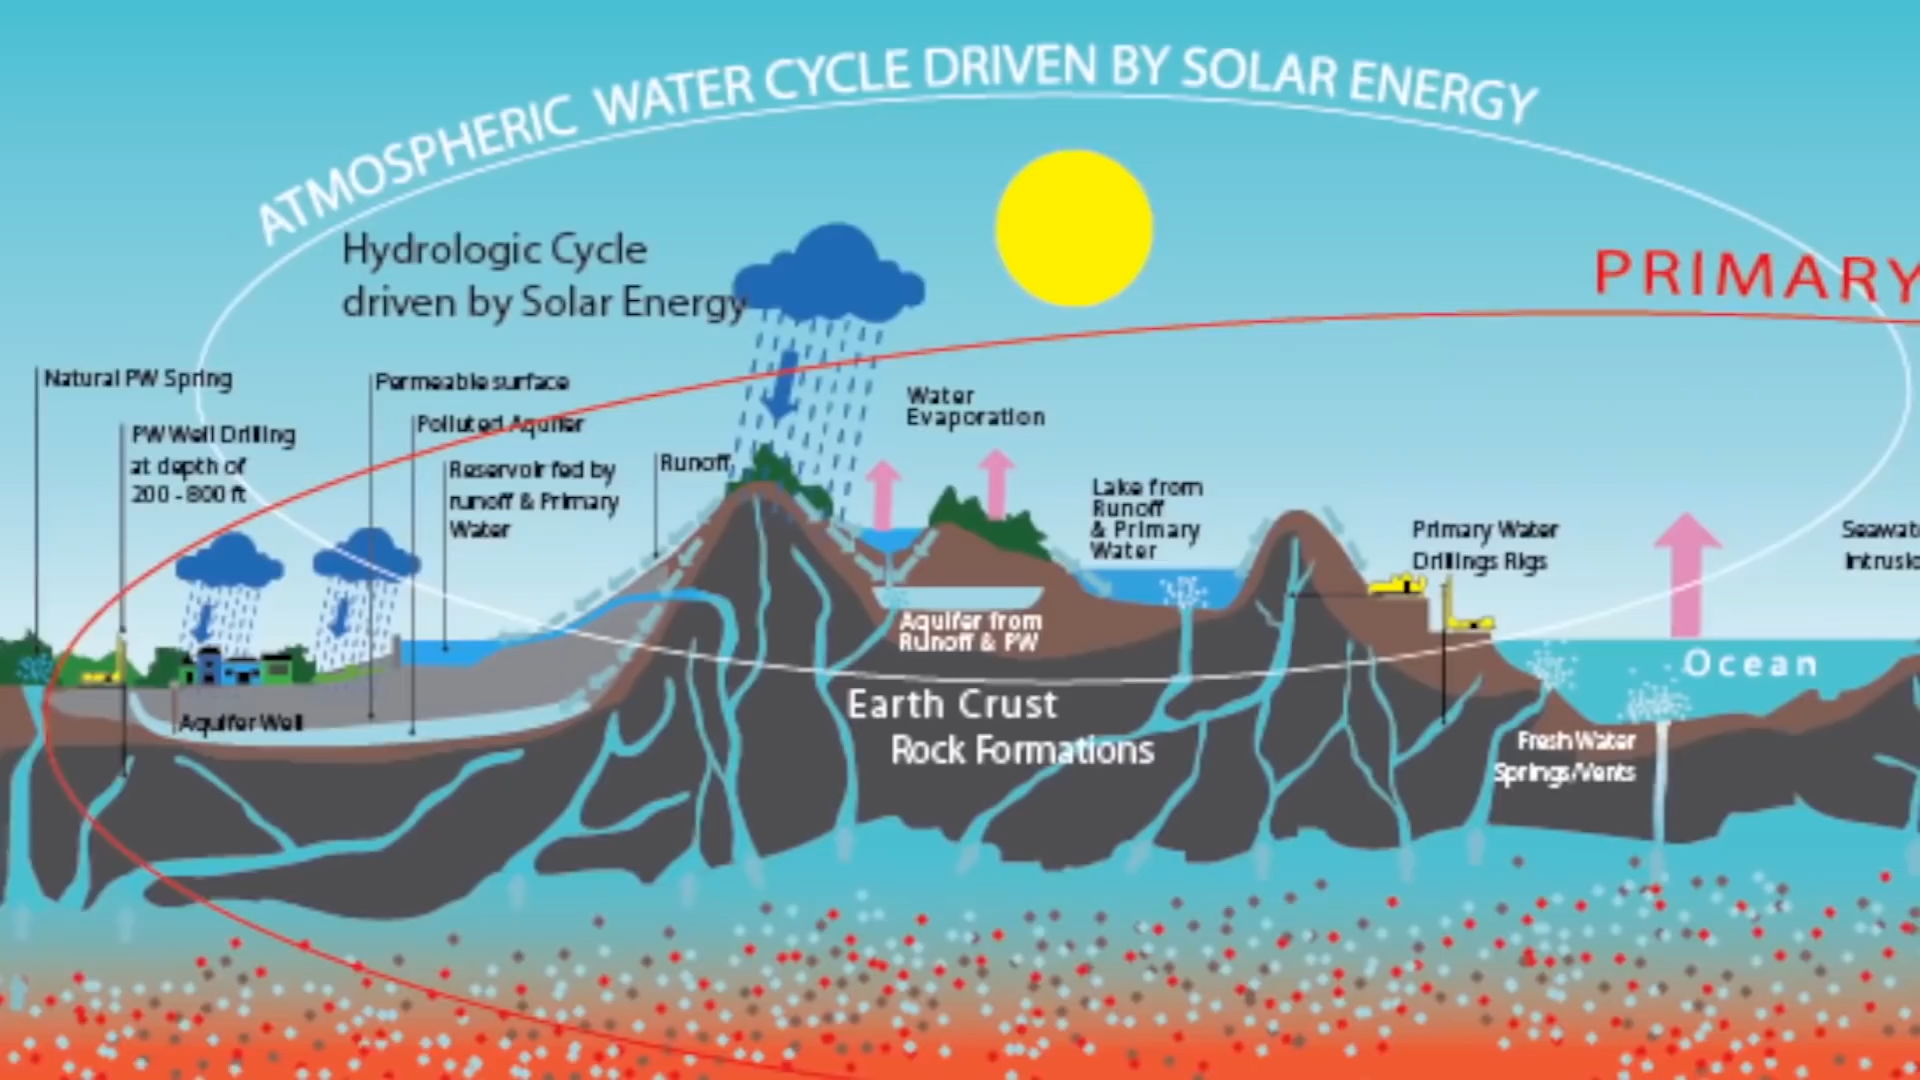 ATMOSPHERIC WATER CYCLE DRIVEN BY SOLAR ENERGY
Hydrologic Cycle
driven by Solar Energy
PRIMARY
Natural PW Spring
PW Well Drilling
at depth of
200 - 800 ft
Permeable surface
Polluted Aquifer
Reservoir fed by
runoff & Primary
Water
Runoff
Water
Evaporation
Lake from
Runoff
& Primary
Water
Primary Water
Drillings Rigs
Aquifer from
Runoff & PW
Ocean
Aquifer Well
Earth Crust
Rock Formations
Fresh Water
Springs/Vents